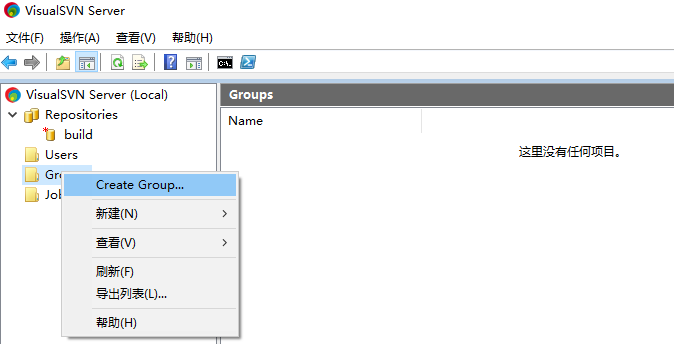 VisualSVN Server
文件(F) 操作(A) 查看(V) 帮助(H)
VisualSVN Server (Local)
Repositories
build
Users
Gro
Job
Groups
Name
这里没有任何项目。
Create Group...
新建(N)
查看(V)
刷新(F)
导出列表(L)...
帮助(H)